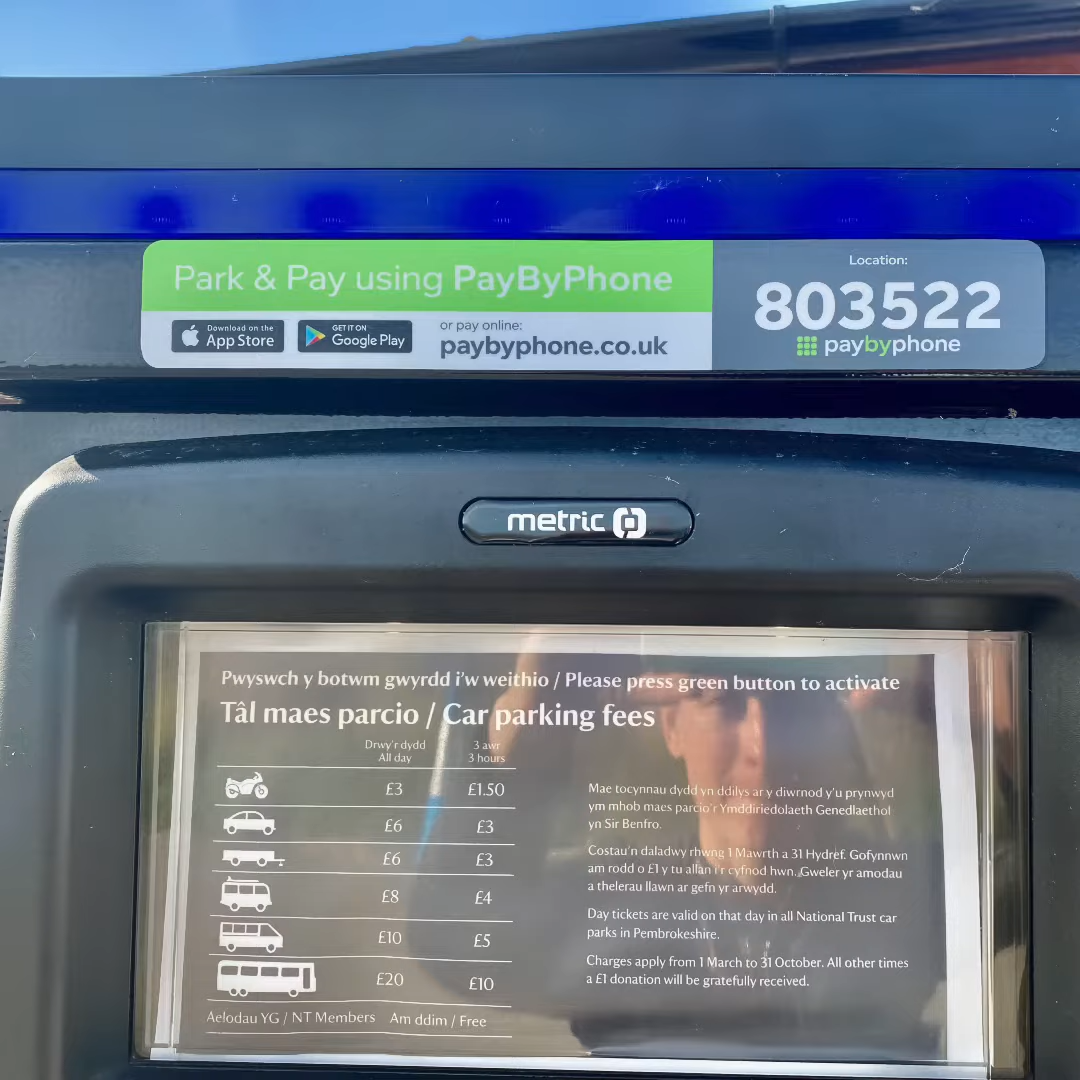 Park & Pay using PayByPhone
Download on the
App Store
GET IT ON
Google Play
or pay online:
paybyphone.co.uk
Location:
803522
paybyphone
metric
Pwyswch y botwm gwyrdd i'w weithio / Please press green button to activate
Tâl maes parcio / Car parking fees
Drwy'r dydd 3 awr
All day 3 hours
£3 £1.50
£6 £3
£6 £3
£8 £4
£10 £5
£20 £10
Aelodau YG / NT Members Am ddim / Free
Mae tocynnau dydd yn ddilys ar y diwrnod y'u prynwyd
ym mhob maes parcio'r Ymddiriedolaeth Genedlaethol
yn Sir Benfro.
Costau'n daladwy rhwng 1 Mawrth a 31 Hydref. Gofynnwn
am rodd o £1 y tu allan i'r cyfnod hwn. Gweler yr amodau
a thelerau llawn ar gefn yr arwydd.
Day tickets are valid on that day in all National Trust car
parks in Pembrokeshire.
Charges apply from 1 March to 31 October. All other times
a £1 donation will be gratefully received.